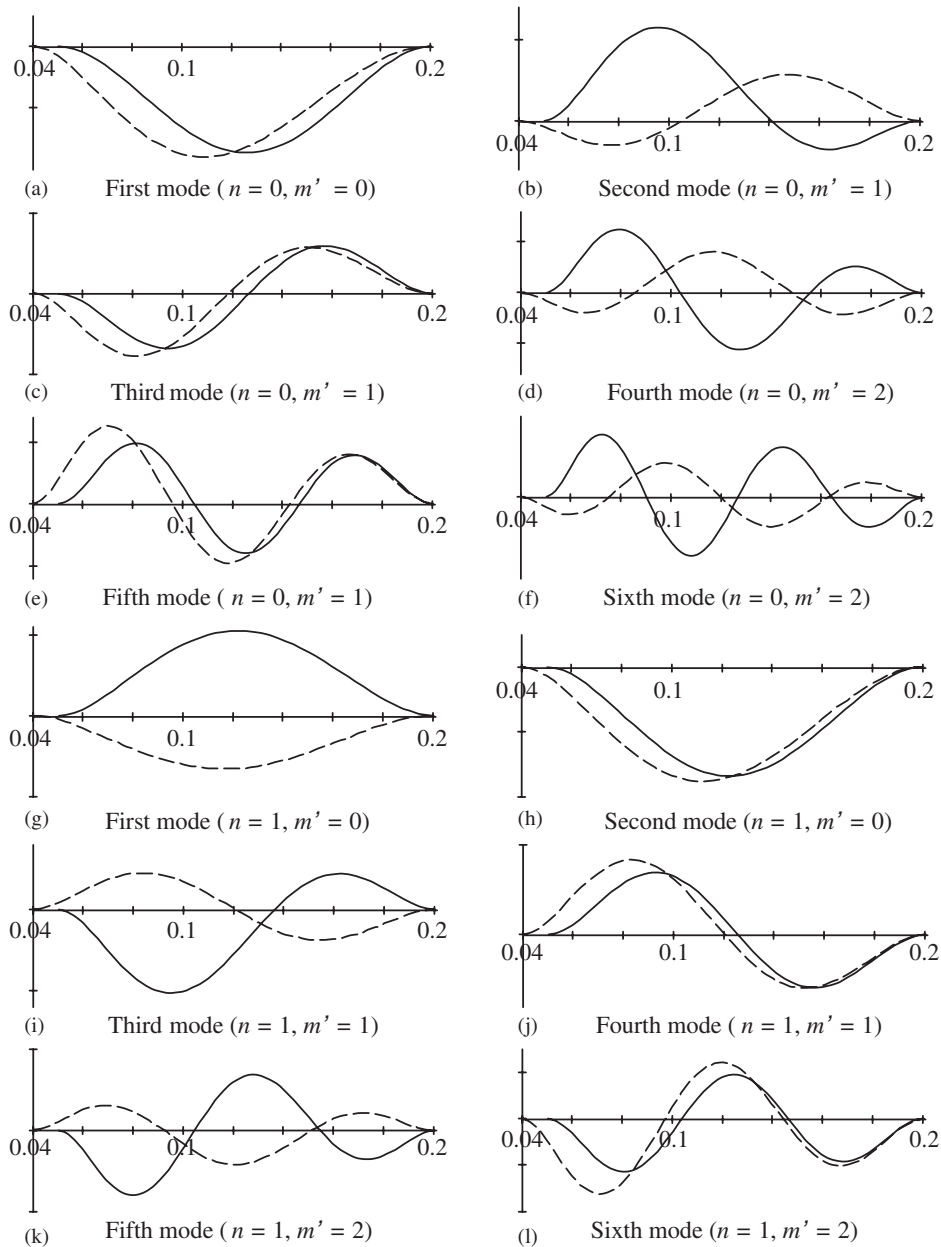 0.04 0.1 0.2
0.04 0.1 0.2
(a) First mode ( n = 0, m′ = 0)
(b) Second mode (n = 0, m′ = 1)
0.04 0.1 0.2
0.04 0.1 0.2
(c) Third mode (n = 0, m′ = 1)
(d) Fourth mode (n = 0, m′ = 2)
0.04 0.1 0.2
0.04 0.1 0.2
(e) Fifth mode ( n = 0, m′ = 1)
(f) Sixth mode (n = 0, m′ = 2)
0.04 0.1 0.2
0.04 0.1 0.2
(g) First mode ( n = 1, m′ = 0)
(h) Second mode (n = 1, m′ = 0)
0.04 0.1 0.2
0.04 0.1 0.2
(i) Third mode (n = 1, m′ = 1)
(j) Fourth mode ( n = 1, m′ = 1)
0.04 0.1 0.2
0.04 0.1 0.2
(k) Fifth mode ( n = 1, m′ = 2)
(l) Sixth mode (n = 1, m′ = 2)